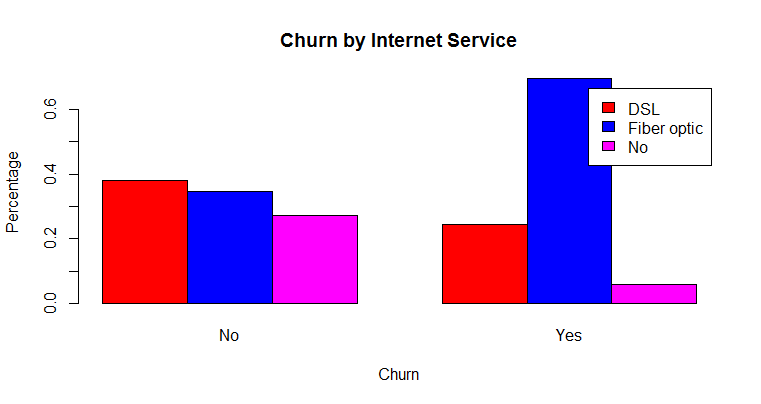 Churn by Internet Service
Percentage
0.6
0.4
0.2
0.0
DSL
Fiber optic
No
No
Yes
Churn